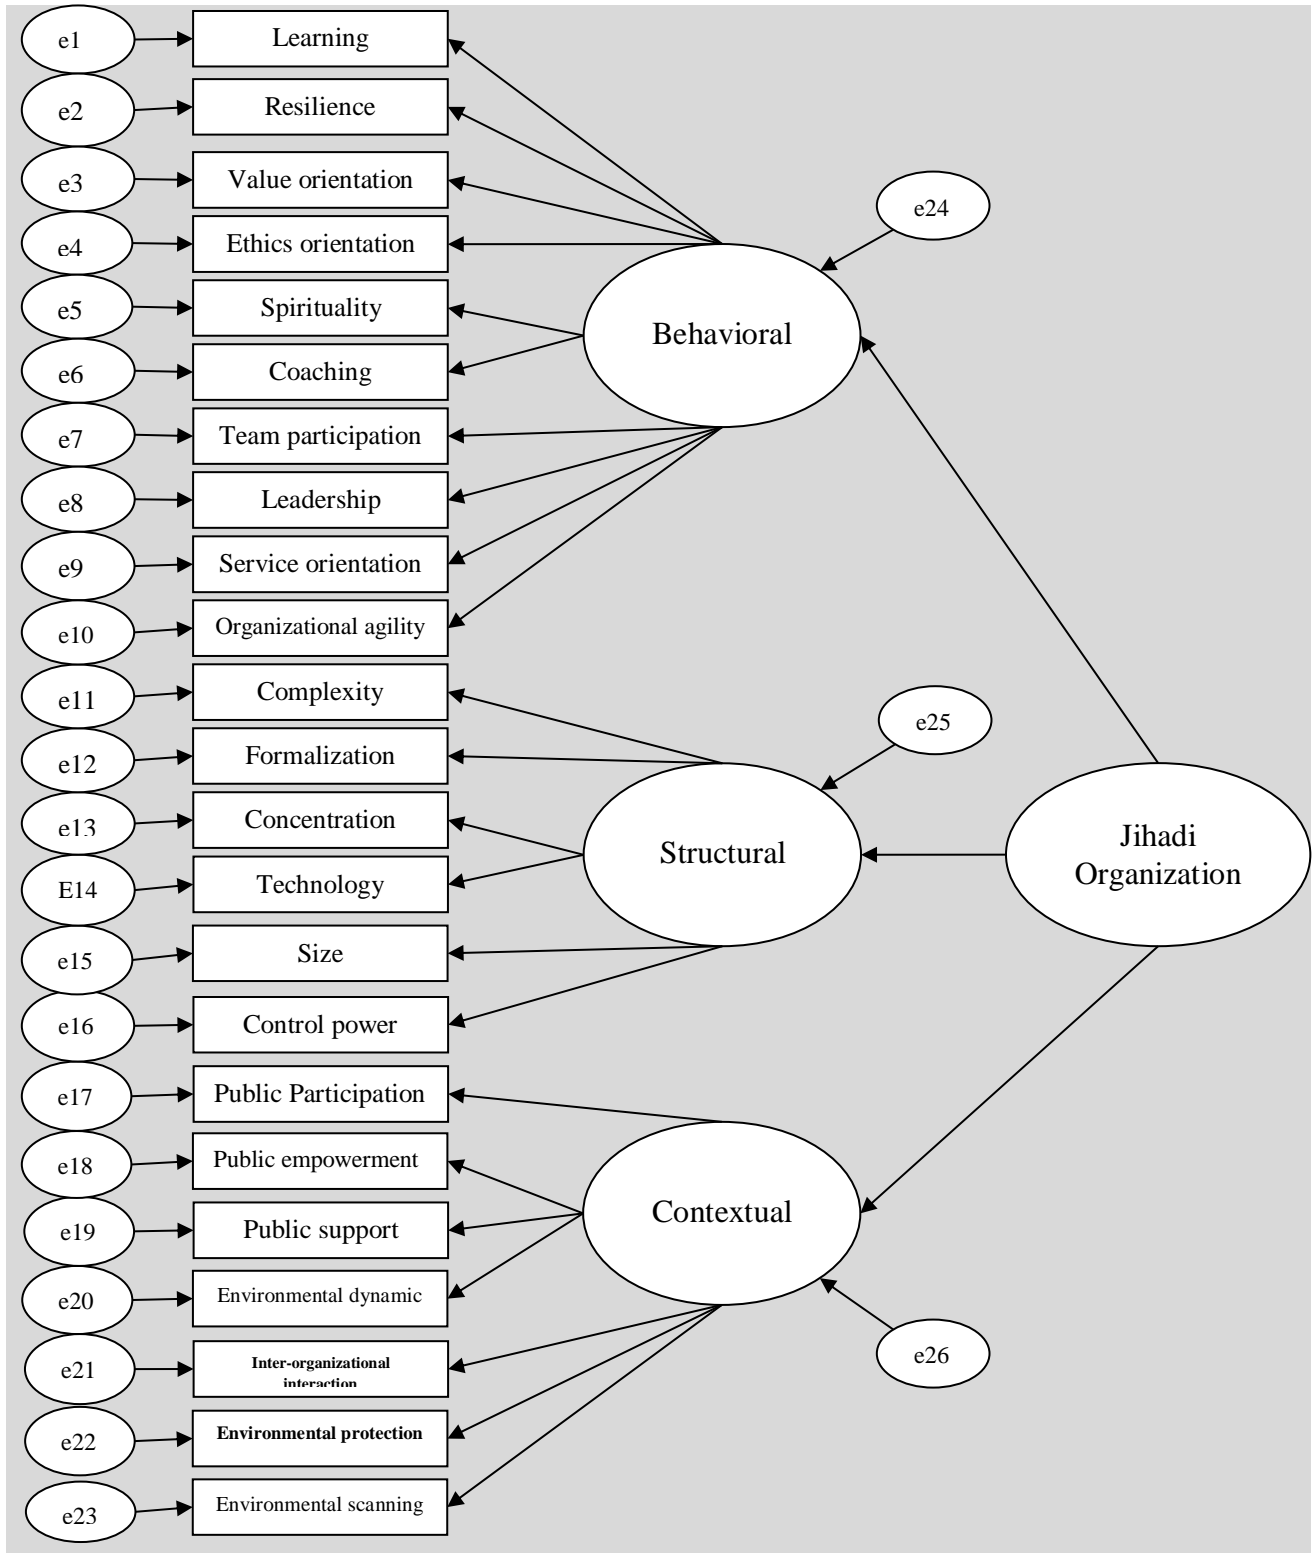 e1
Learning
e2
Resilience
e3
Value orientation
e24
e4
Ethics orientation
e5
Spirituality
Behavioral
e6
Coaching
e7
Team participation
e8
Leadership
e9
Service orientation
e10
Organizational agility
e11
Complexity
e25
e12
Formalization
e13
Concentration
Structural
Jihadi
Organization
E14
Technology
e15
Size
e16
Control power
e17
Public Participation
e18
Public empowerment
e19
Public support
Contextual
e20
Environmental dynamic
e21
Inter-organizational
interaction
e26
e22
Environmental protection
e23
Environmental scanning